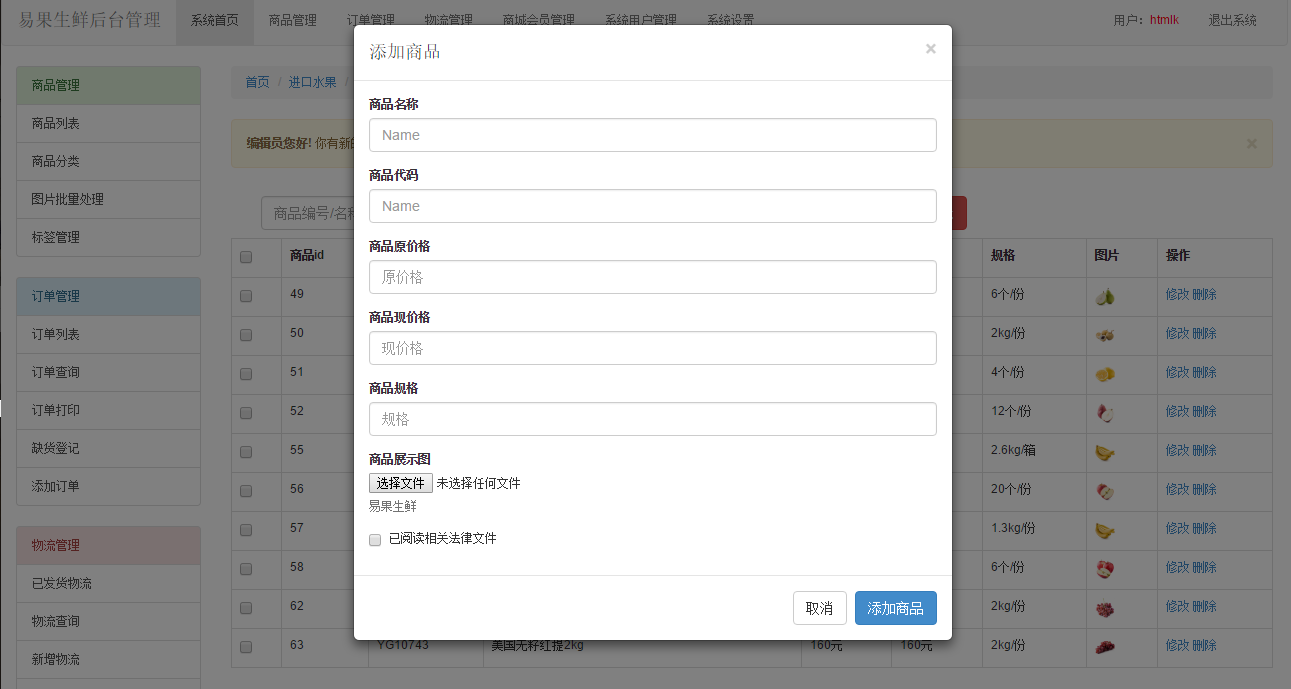 易果生鲜后台管理 系统首页 商品管理 订单管理 物流管理 商城会员管理 系统用户管理 系统设置 用户：htmlk 退出系统
添加商品 ×
商品管理
商品列表
商品分类
图片批量处理
标签管理
订单管理
订单列表
订单查询
订单打印
缺货登记
添加订单
物流管理
已发货物流
物流查询
新增物流
首页 / 进口水果 /
编辑员您好! 你有新的 ×
商品编号/名称
商品名称
Name
商品代码
Name
商品原价格
原价格
商品现价格
现价格
商品规格
规格
商品展示图
选择文件 未选择任何文件
易果生鲜
已阅读相关法律文件
取消 添加商品
商品id 规格 图片 操作
49 6个/份 修改 删除
50 2kg/份 修改 删除
51 4个/份 修改 删除
52 12个/份 修改 删除
55 2.6kg/箱 修改 删除
56 20个/份 修改 删除
57 1.3kg/份 修改 删除
58 6个/份 修改 删除
62 2kg/份 修改 删除
63 YG10743 美国无籽红提2kg 160元 160元 2kg/份 修改 删除